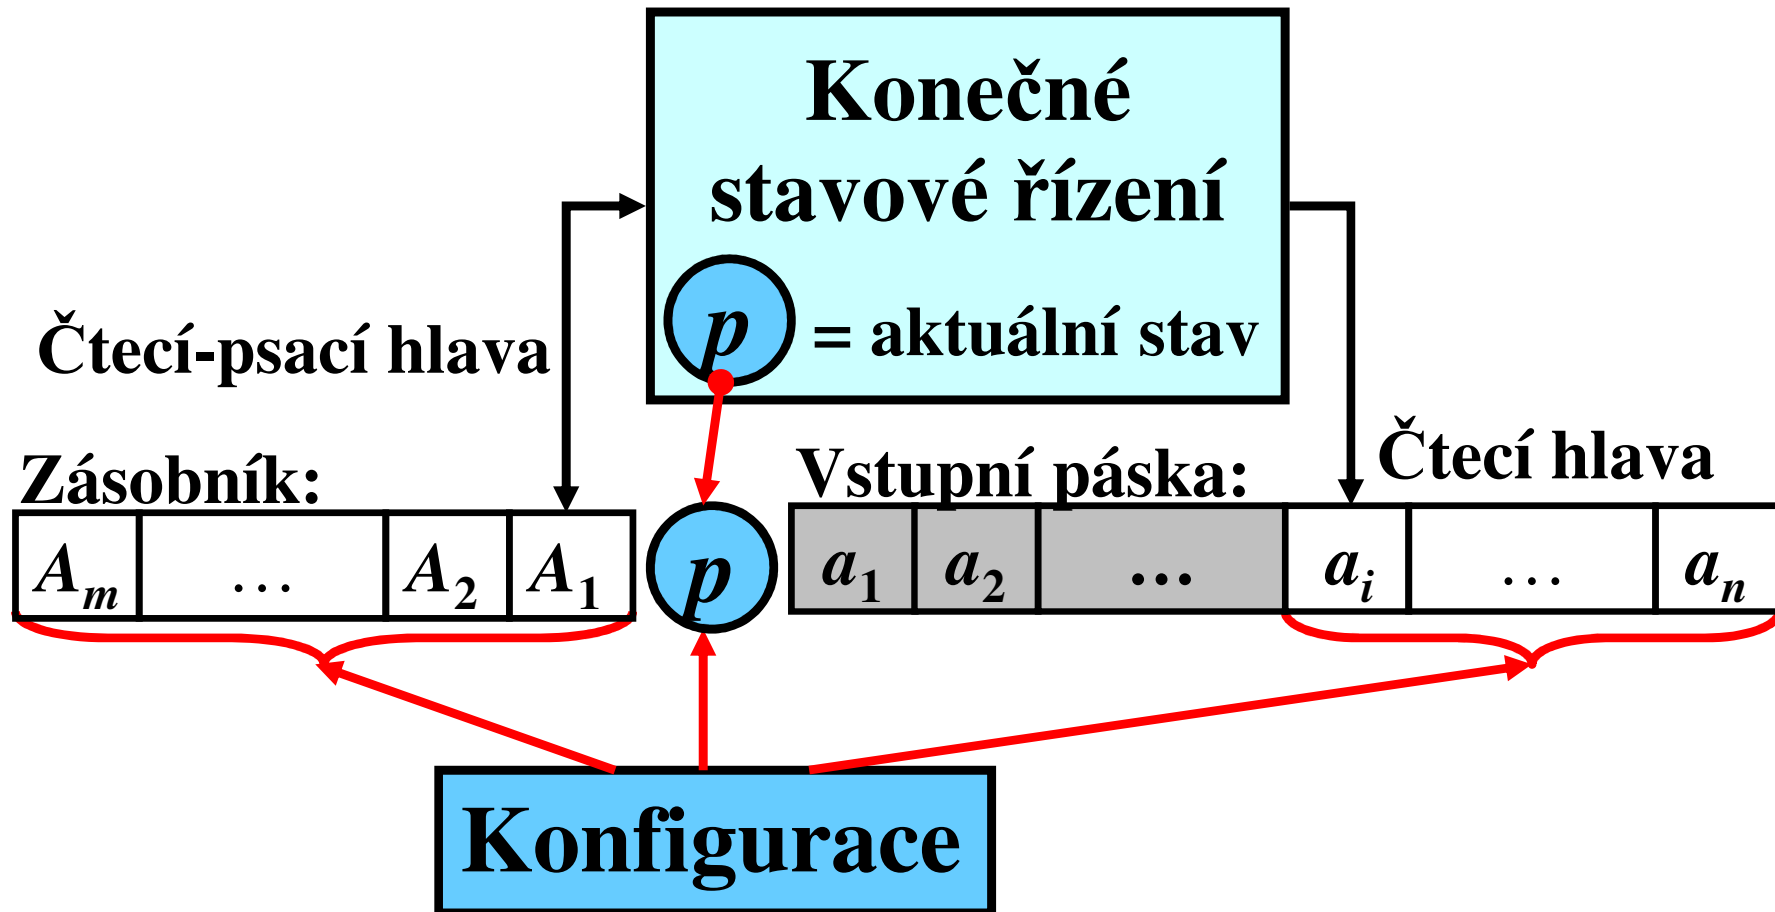 Konečné
stavové řízení
p = aktuální stav
Čtecí-psací hlava
Zásobník:
Vstupní páska:
Čtecí hlava
A_m … A_2 A_1 p a_1 a_2 … a_i … a_n
Konfigurace